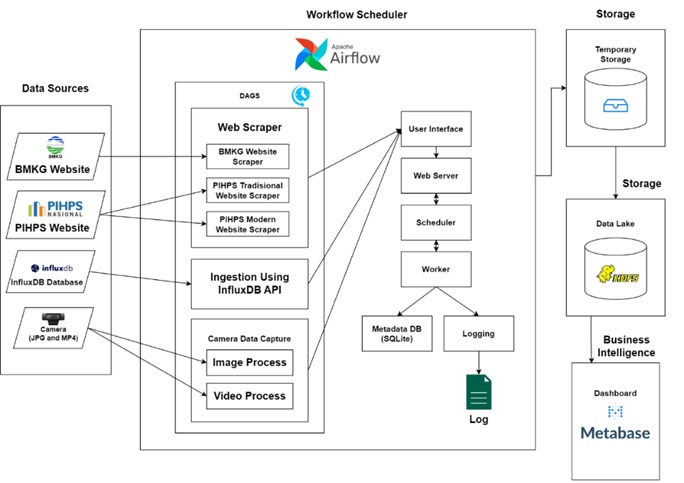 Workflow Scheduler
Storage
Apache
Airflow
Temporary
Storage
Data Sources
DAGS
Web Scraper
BMKG
BMKG Website
BMKG Website
Scraper
PIHPS
NASIONAL
PIHPS Website
PIHPS Tradisional
Website Scraper
PIHPS Modern
Website Scraper
User Interface
Web Server
Scheduler
Worker
Metadata DB
(SQLite)
Logging
Log
Storage
Data Lake
HDFS
influxdb
InfluxDB Database
Ingestion Using
InfluxDB API
Camera
(JPG and MP4)
Camera Data Capture
Image Process
Video Process
Business
Intelligence
Dashboard
Metabase